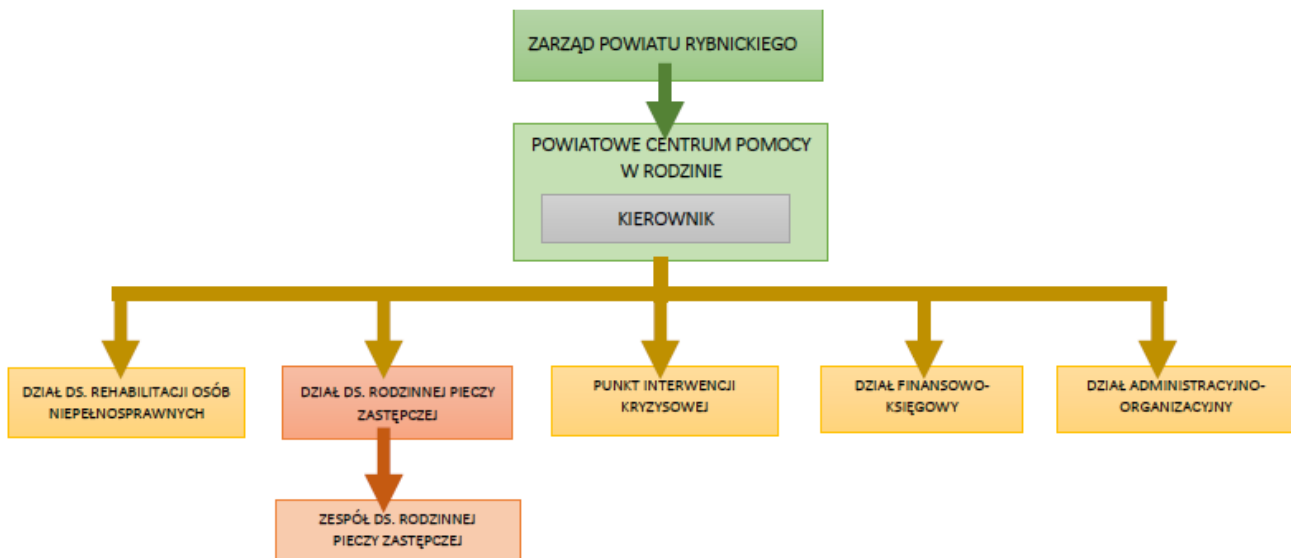 ZARZĄD POWIATU RYBNICKIEGO
POWIATOWE CENTRUM POMOCY
W RODZINIE
KIEROWNIK
DZIAŁ DS. REHABILITACJI OSÓB
NIEPEŁNOSPRAWNYCH
DZIAŁ DS. RODZINNEJ PIECZY
ZASTĘPCZEJ
PUNKT INTERWENCJI
KRYZYSOWEJ
DZIAŁ FINANSOWO-
KSIĘGOWY
DZIAŁ ADMINISTRACYJNO-
ORGANIZACYJNY
ZESPÓŁ DS. RODZINNEJ
PIECZY ZASTĘPCZEJ